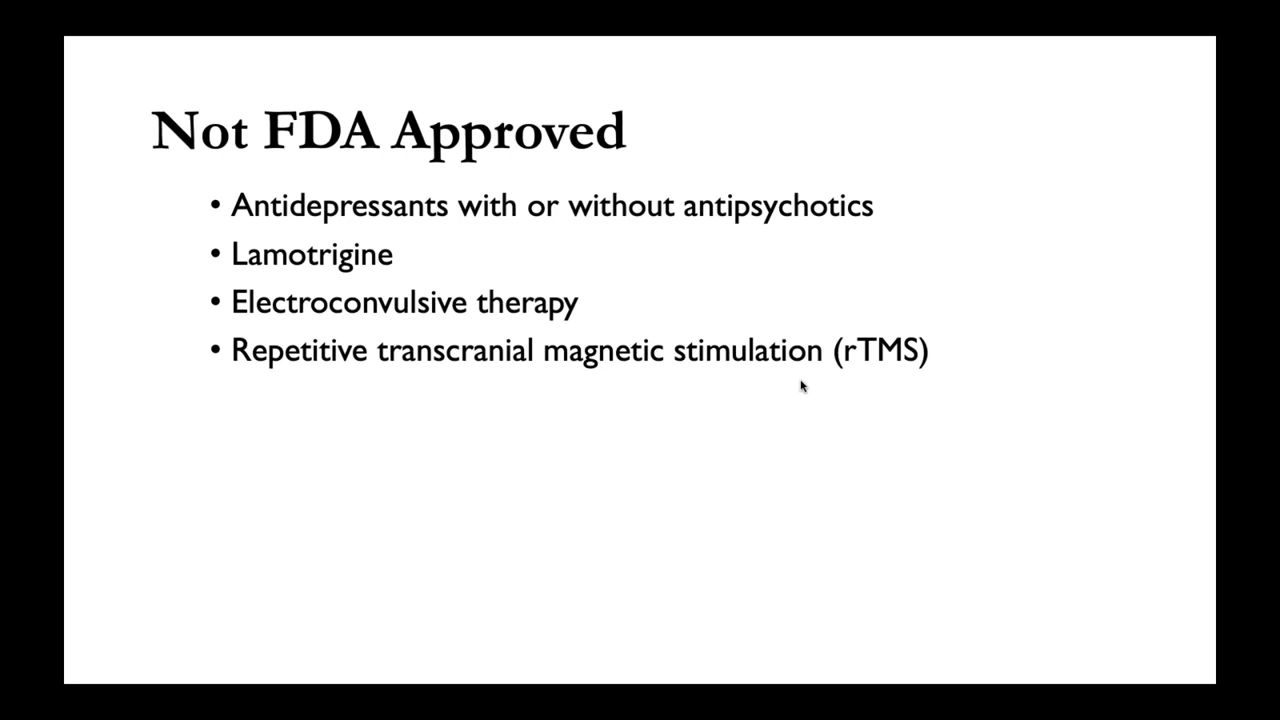 Not FDA Approved
• Antidepressants with or without antipsychotics
• Lamotrigine
• Electroconvulsive therapy
• Repetitive transcranial magnetic stimulation (rTMS)